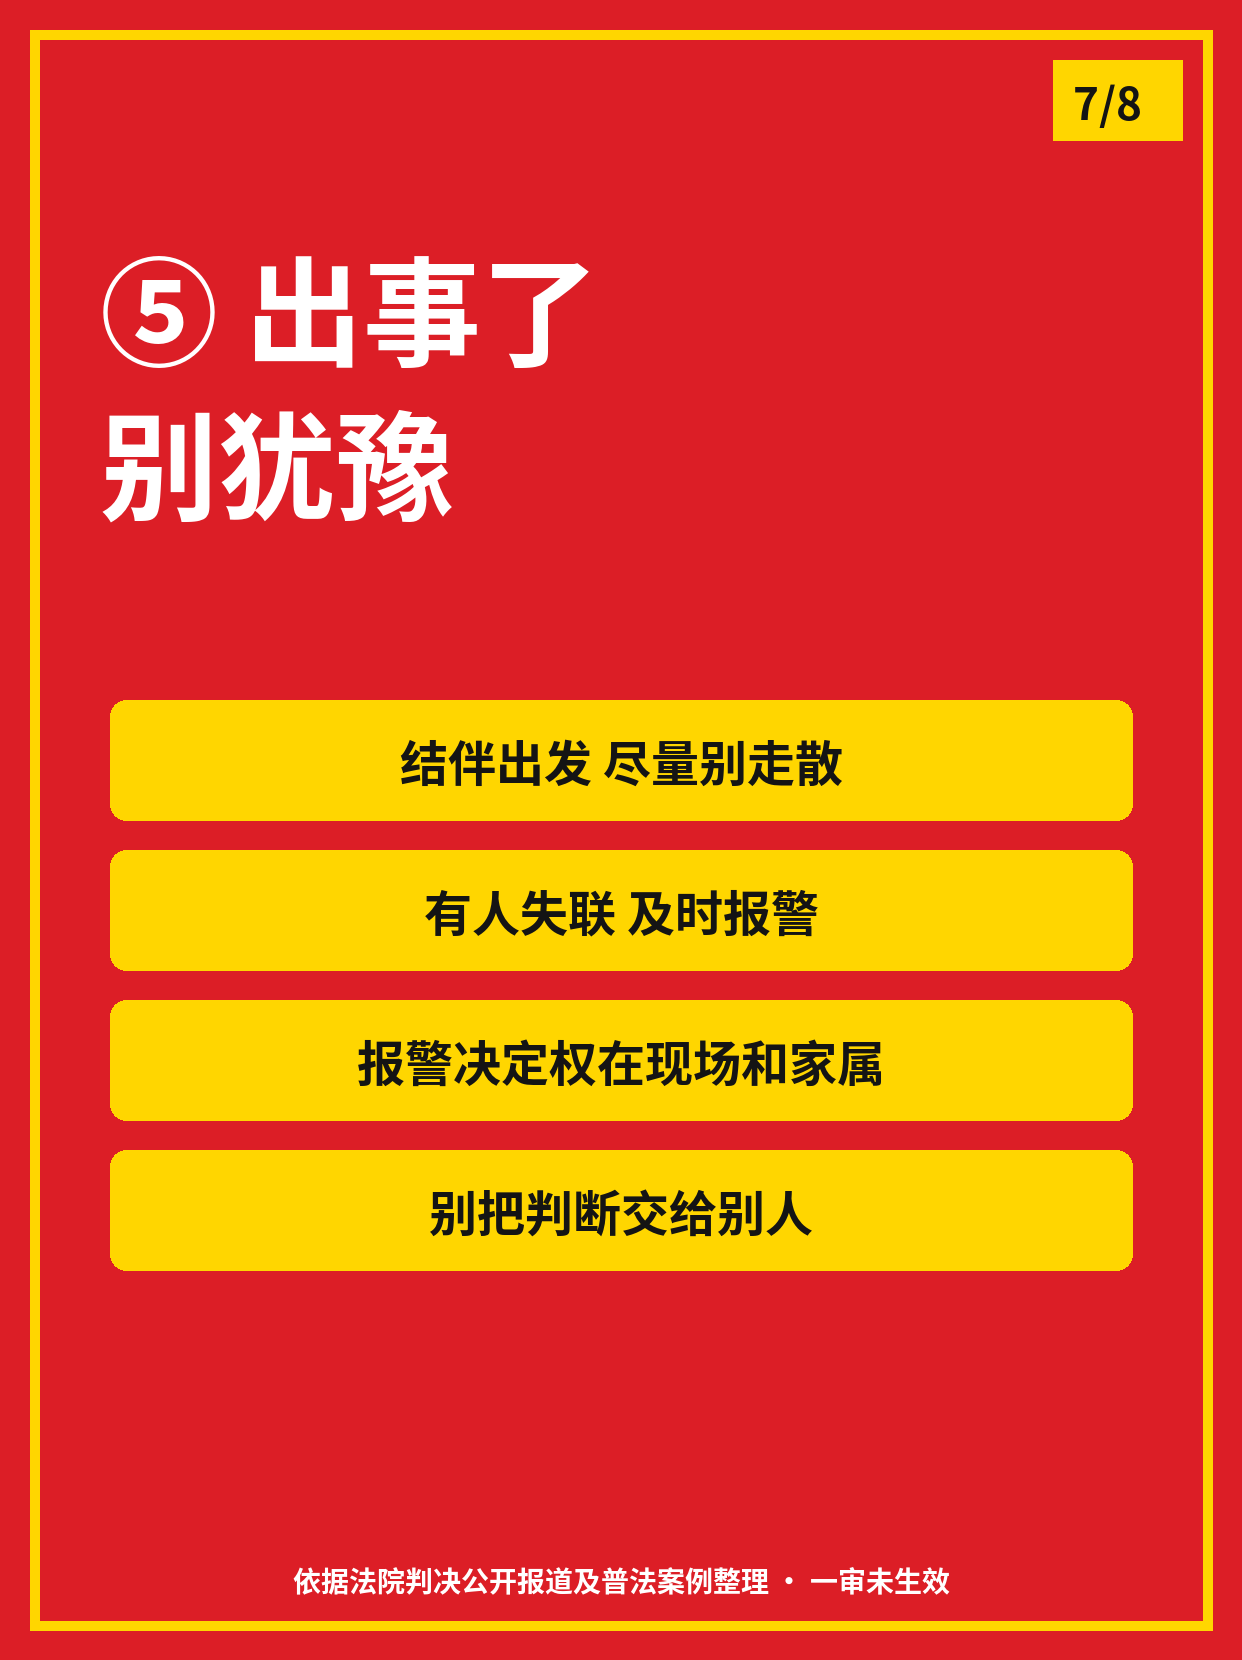 7/8
⑤ 出事了
别犹豫
结伴出发 尽量别走散
有人失联 及时报警
报警决定权在现场和家属
别把判断交给别人
依据法院判决公开报道及普法案例整理 · 一审未生效